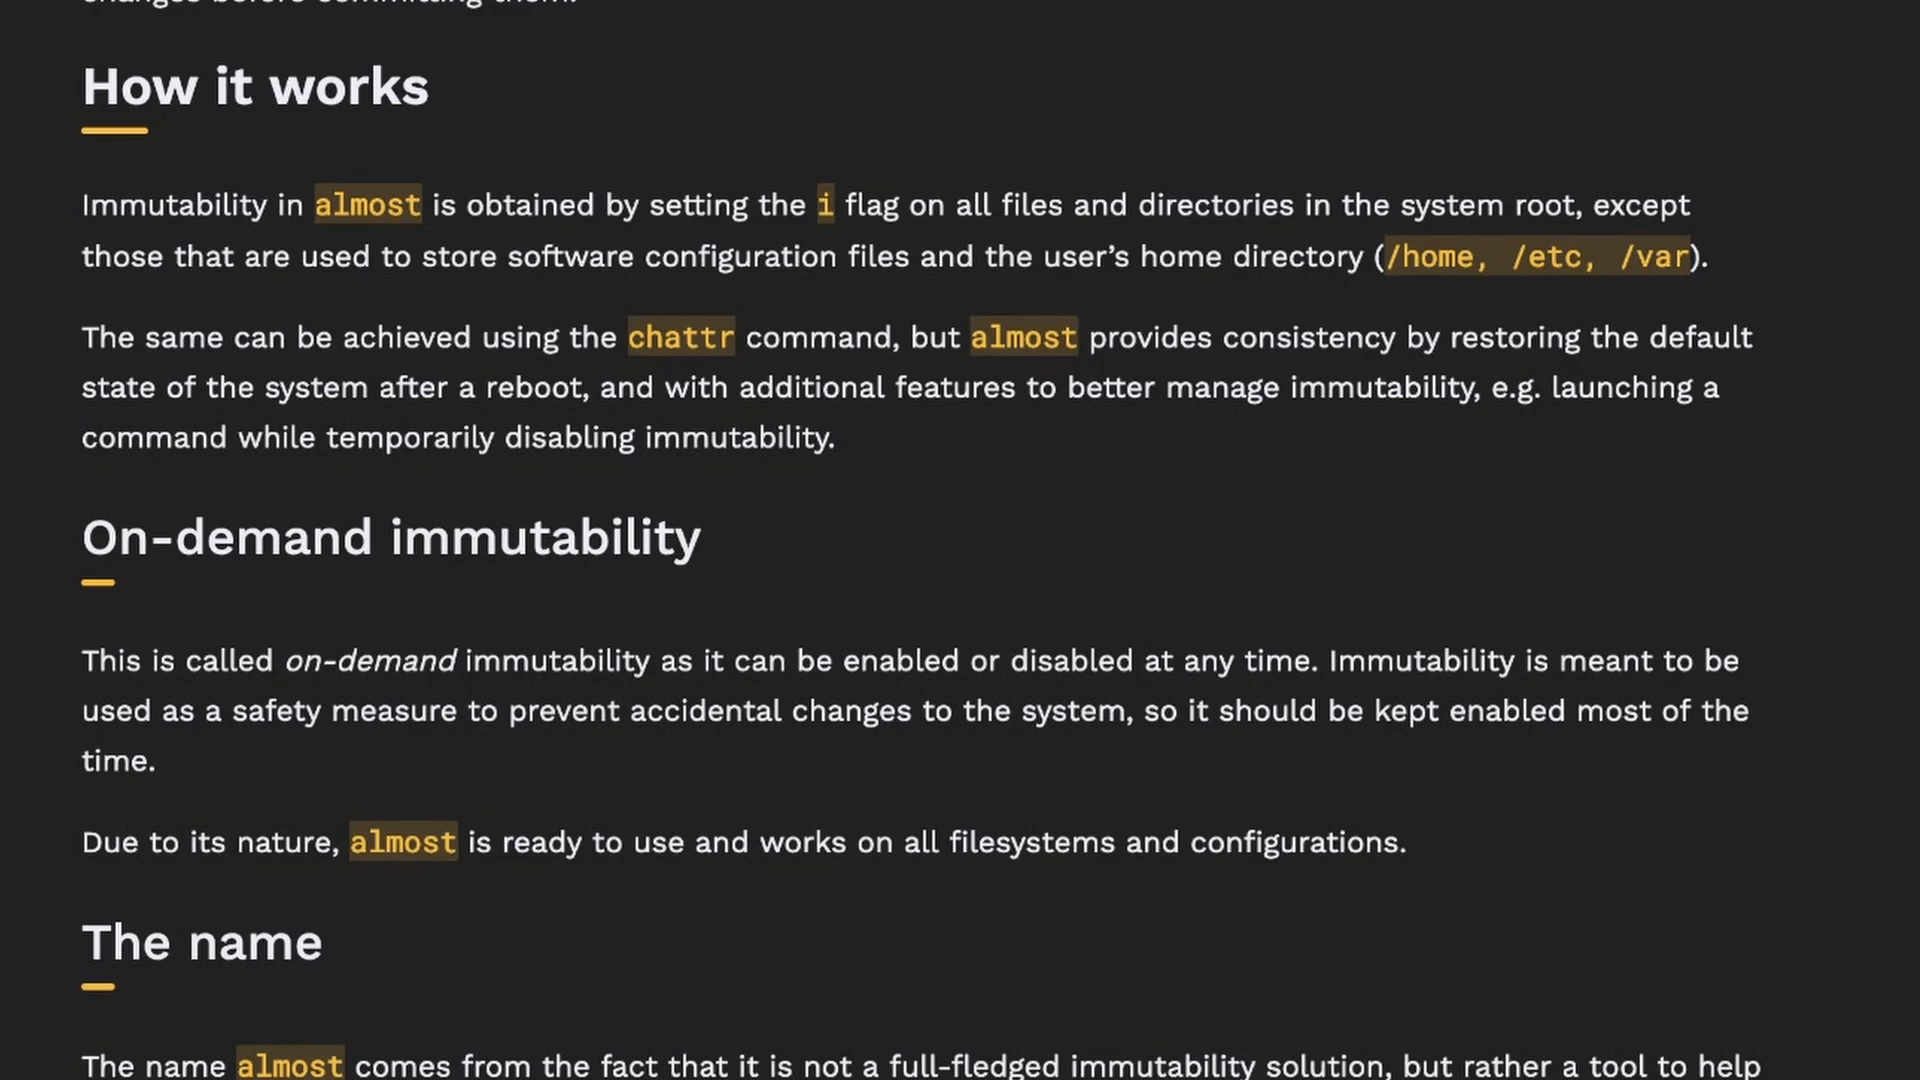 changes before committing them.
How it works
Immutability in almost is obtained by setting the i flag on all files and directories in the system root, except
those that are used to store software configuration files and the user’s home directory (/home, /etc, /var).
The same can be achieved using the chattr command, but almost provides consistency by restoring the default
state of the system after a reboot, and with additional features to better manage immutability, e.g. launching a
command while temporarily disabling immutability.
On-demand immutability
This is called on-demand immutability as it can be enabled or disabled at any time. Immutability is meant to be
used as a safety measure to prevent accidental changes to the system, so it should be kept enabled most of the
time.
Due to its nature, almost is ready to use and works on all filesystems and configurations.
The name
The name almost comes from the fact that it is not a full-fledged immutability solution, but rather a tool to help